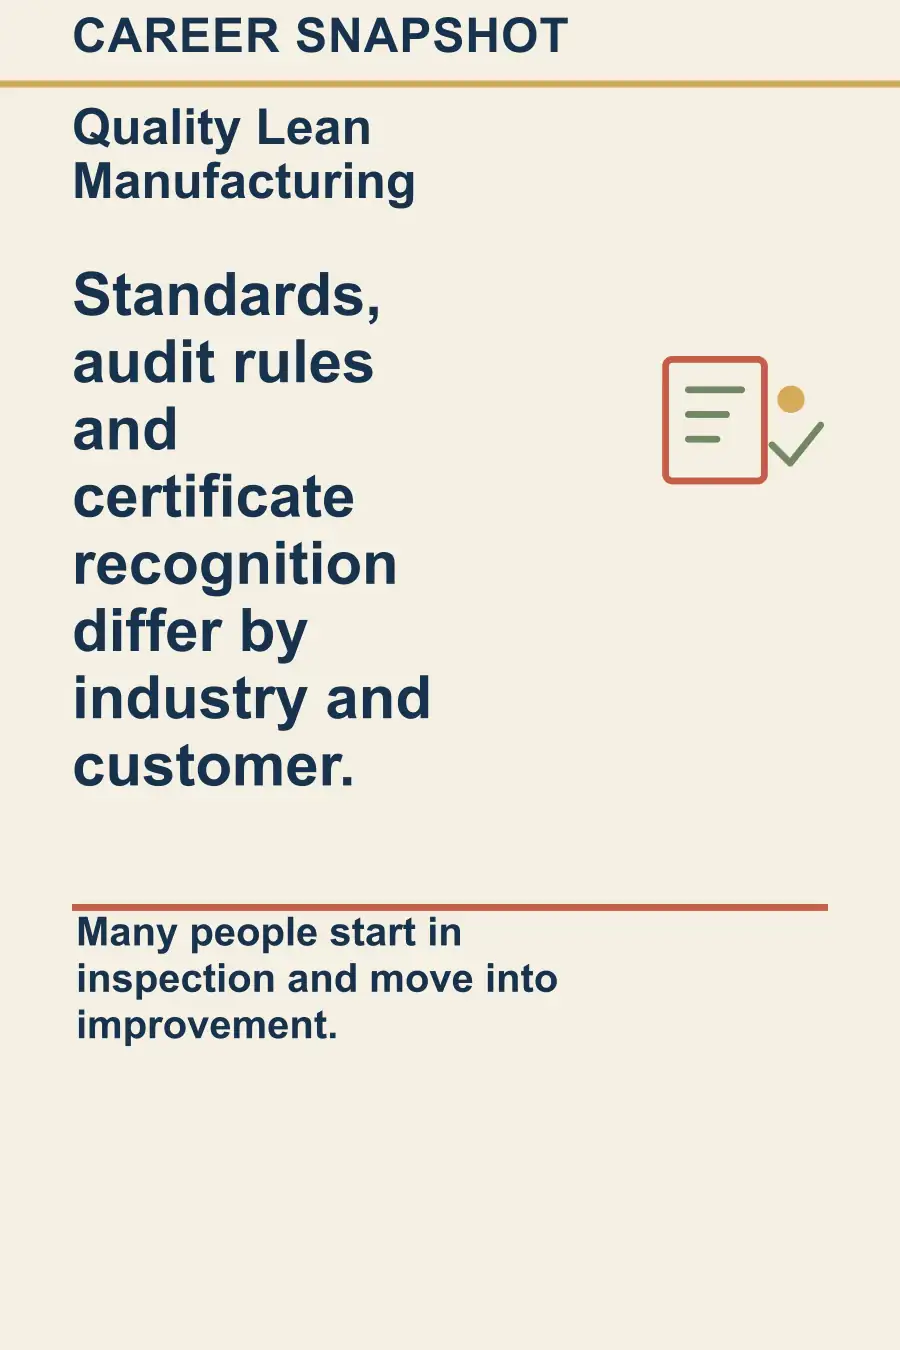 CAREER SNAPSHOT
Quality Lean
Manufacturing
Standards,
audit rules
and
certificate
recognition
differ by
industry and
customer.
Many people start in
inspection and move into
improvement.